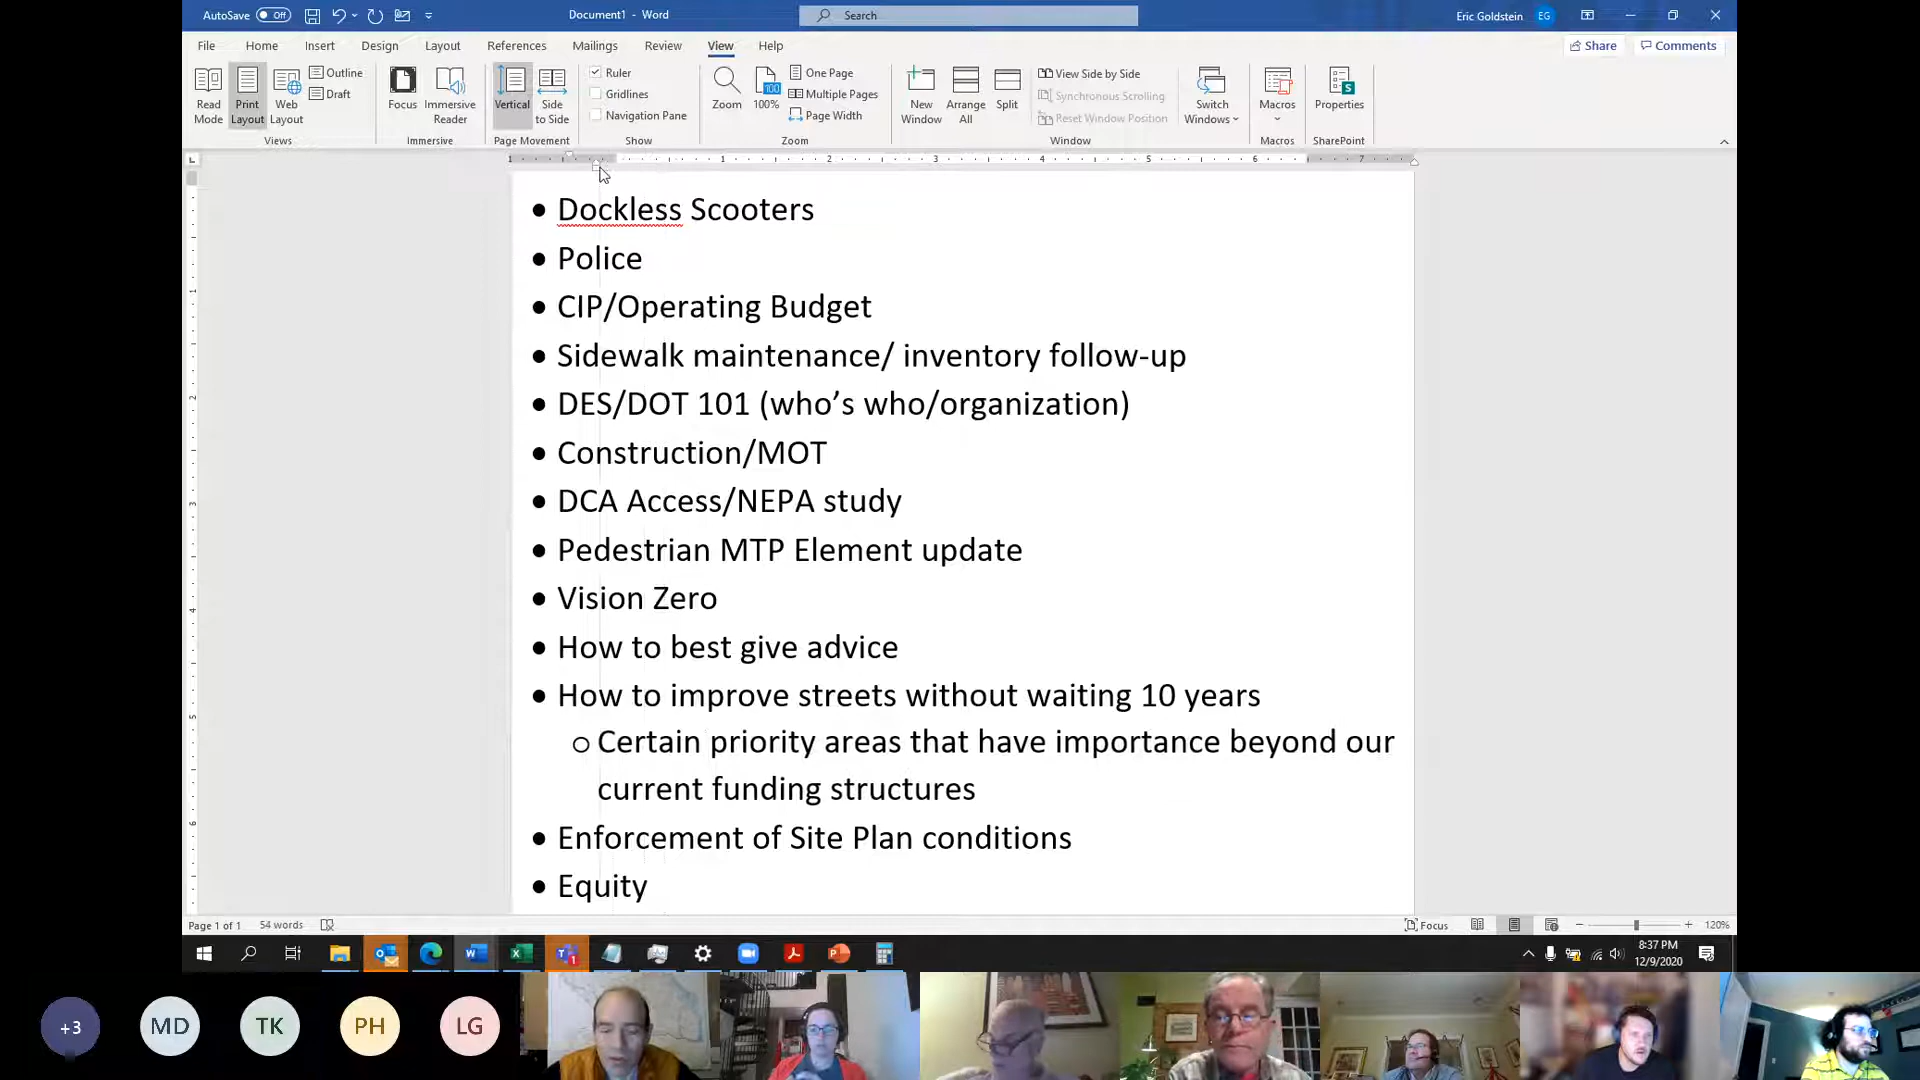 AutoSave Off
Document1 - Word
Search
Eric Goldstein EG
File Home Insert Design Layout References Mailings Review View Help
Share Comments
Read Mode
Print Layout
Web Layout
Outline
Draft
Views
Focus
Immersive Reader
Immersive
Vertical
Side to Side
Page Movement
Ruler
Gridlines
Navigation Pane
Show
Zoom
100%
One Page
Multiple Pages
Page Width
Zoom
New Window
Arrange All
Split
View Side by Side
Synchronous Scrolling
Reset Window Position
Window
Switch Windows
Macros
Macros
Properties
SharePoint
1 1 2 3 4 5 6 7
• Dockless Scooters
• Police
• CIP/Operating Budget
• Sidewalk maintenance/ inventory follow-up
• DES/DOT 101 (who’s who/organization)
• Construction/MOT
• DCA Access/NEPA study
• Pedestrian MTP Element update
• Vision Zero
• How to best give advice
• How to improve streets without waiting 10 years
o Certain priority areas that have importance beyond our
current funding structures
• Enforcement of Site Plan conditions
• Equity
Page 1 of 1 54 words
Focus 120%
8:37 PM
12/9/2020
+3 MD TK PH LG